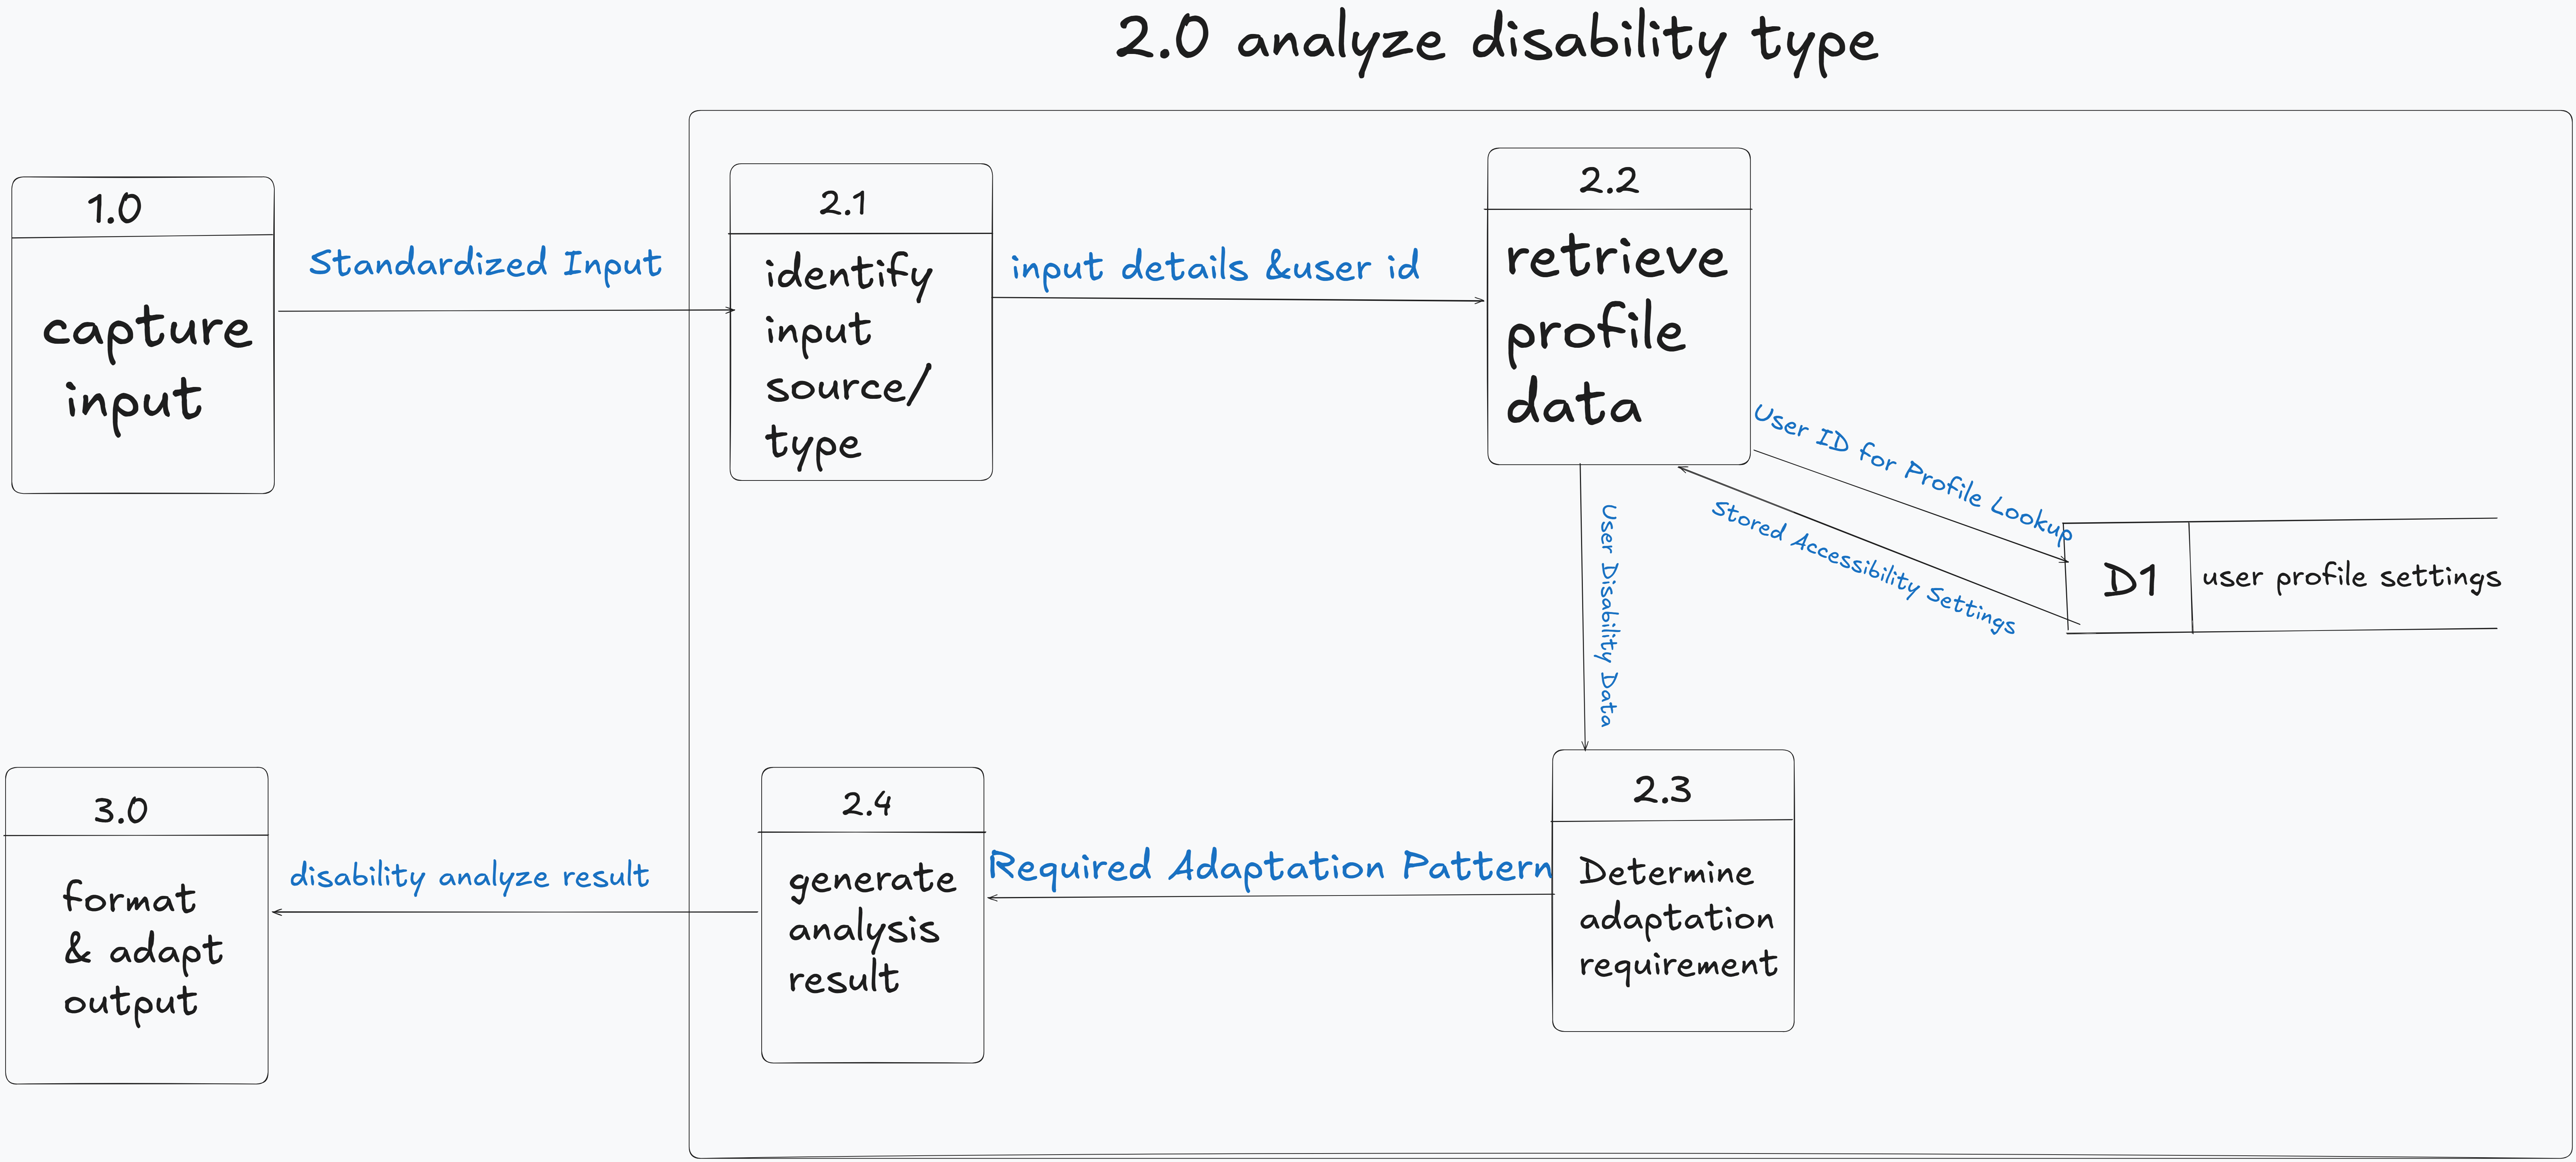 2.0 analyze disability type
1.0
capture
input
Standardized Input
2.1
identify
input
source/
type
input details &user id
2.2
retrieve
profile
data
User ID for Profile Lookup
Stored Accessibility Settings
D1
user profile settings
User Disability Data
2.3
Determine
adaptation
requirement
Required Adaptation Pattern
2.4
generate
analysis
result
disability analyze result
3.0
format
& adapt
output